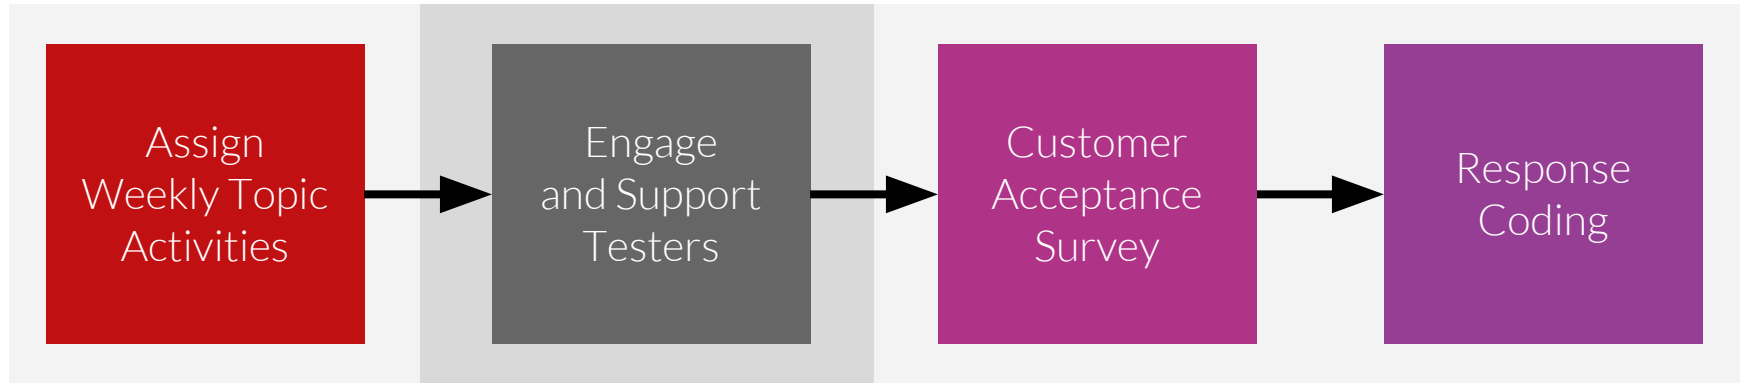 Assign
Weekly Topic
Activities
Engage
and Support
Testers
Customer
Acceptance
Survey
Response
Coding